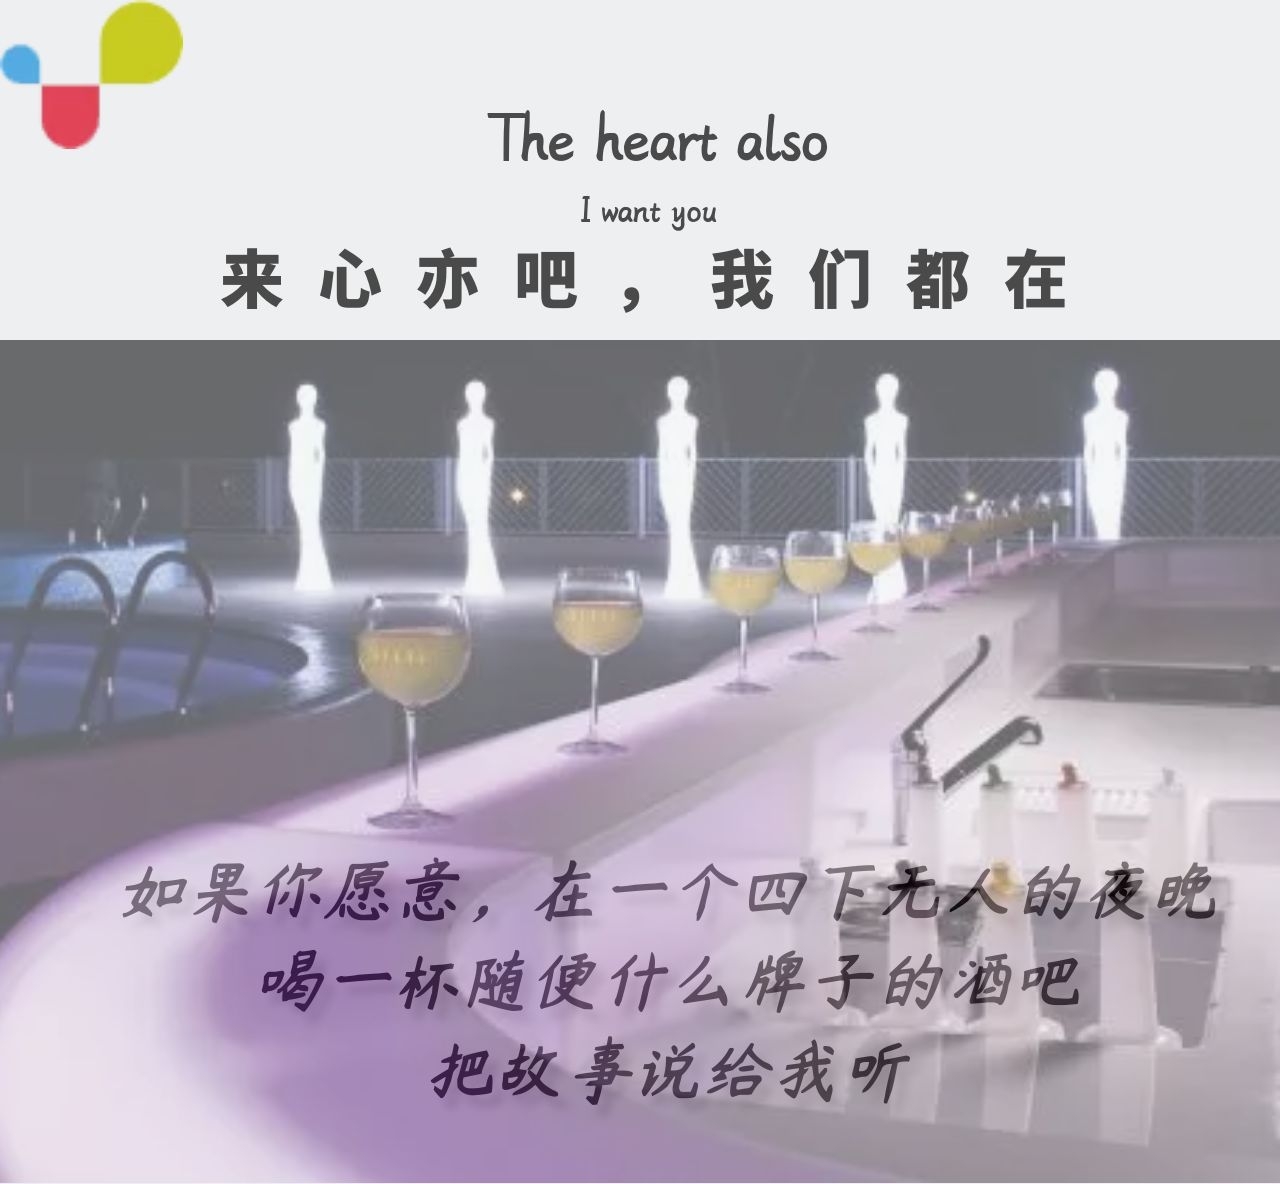 The heart also
I want you
来心亦吧，我们都在
如果你愿意，在一个四下无人的夜晚
喝一杯随便什么牌子的酒吧
把故事说给我听